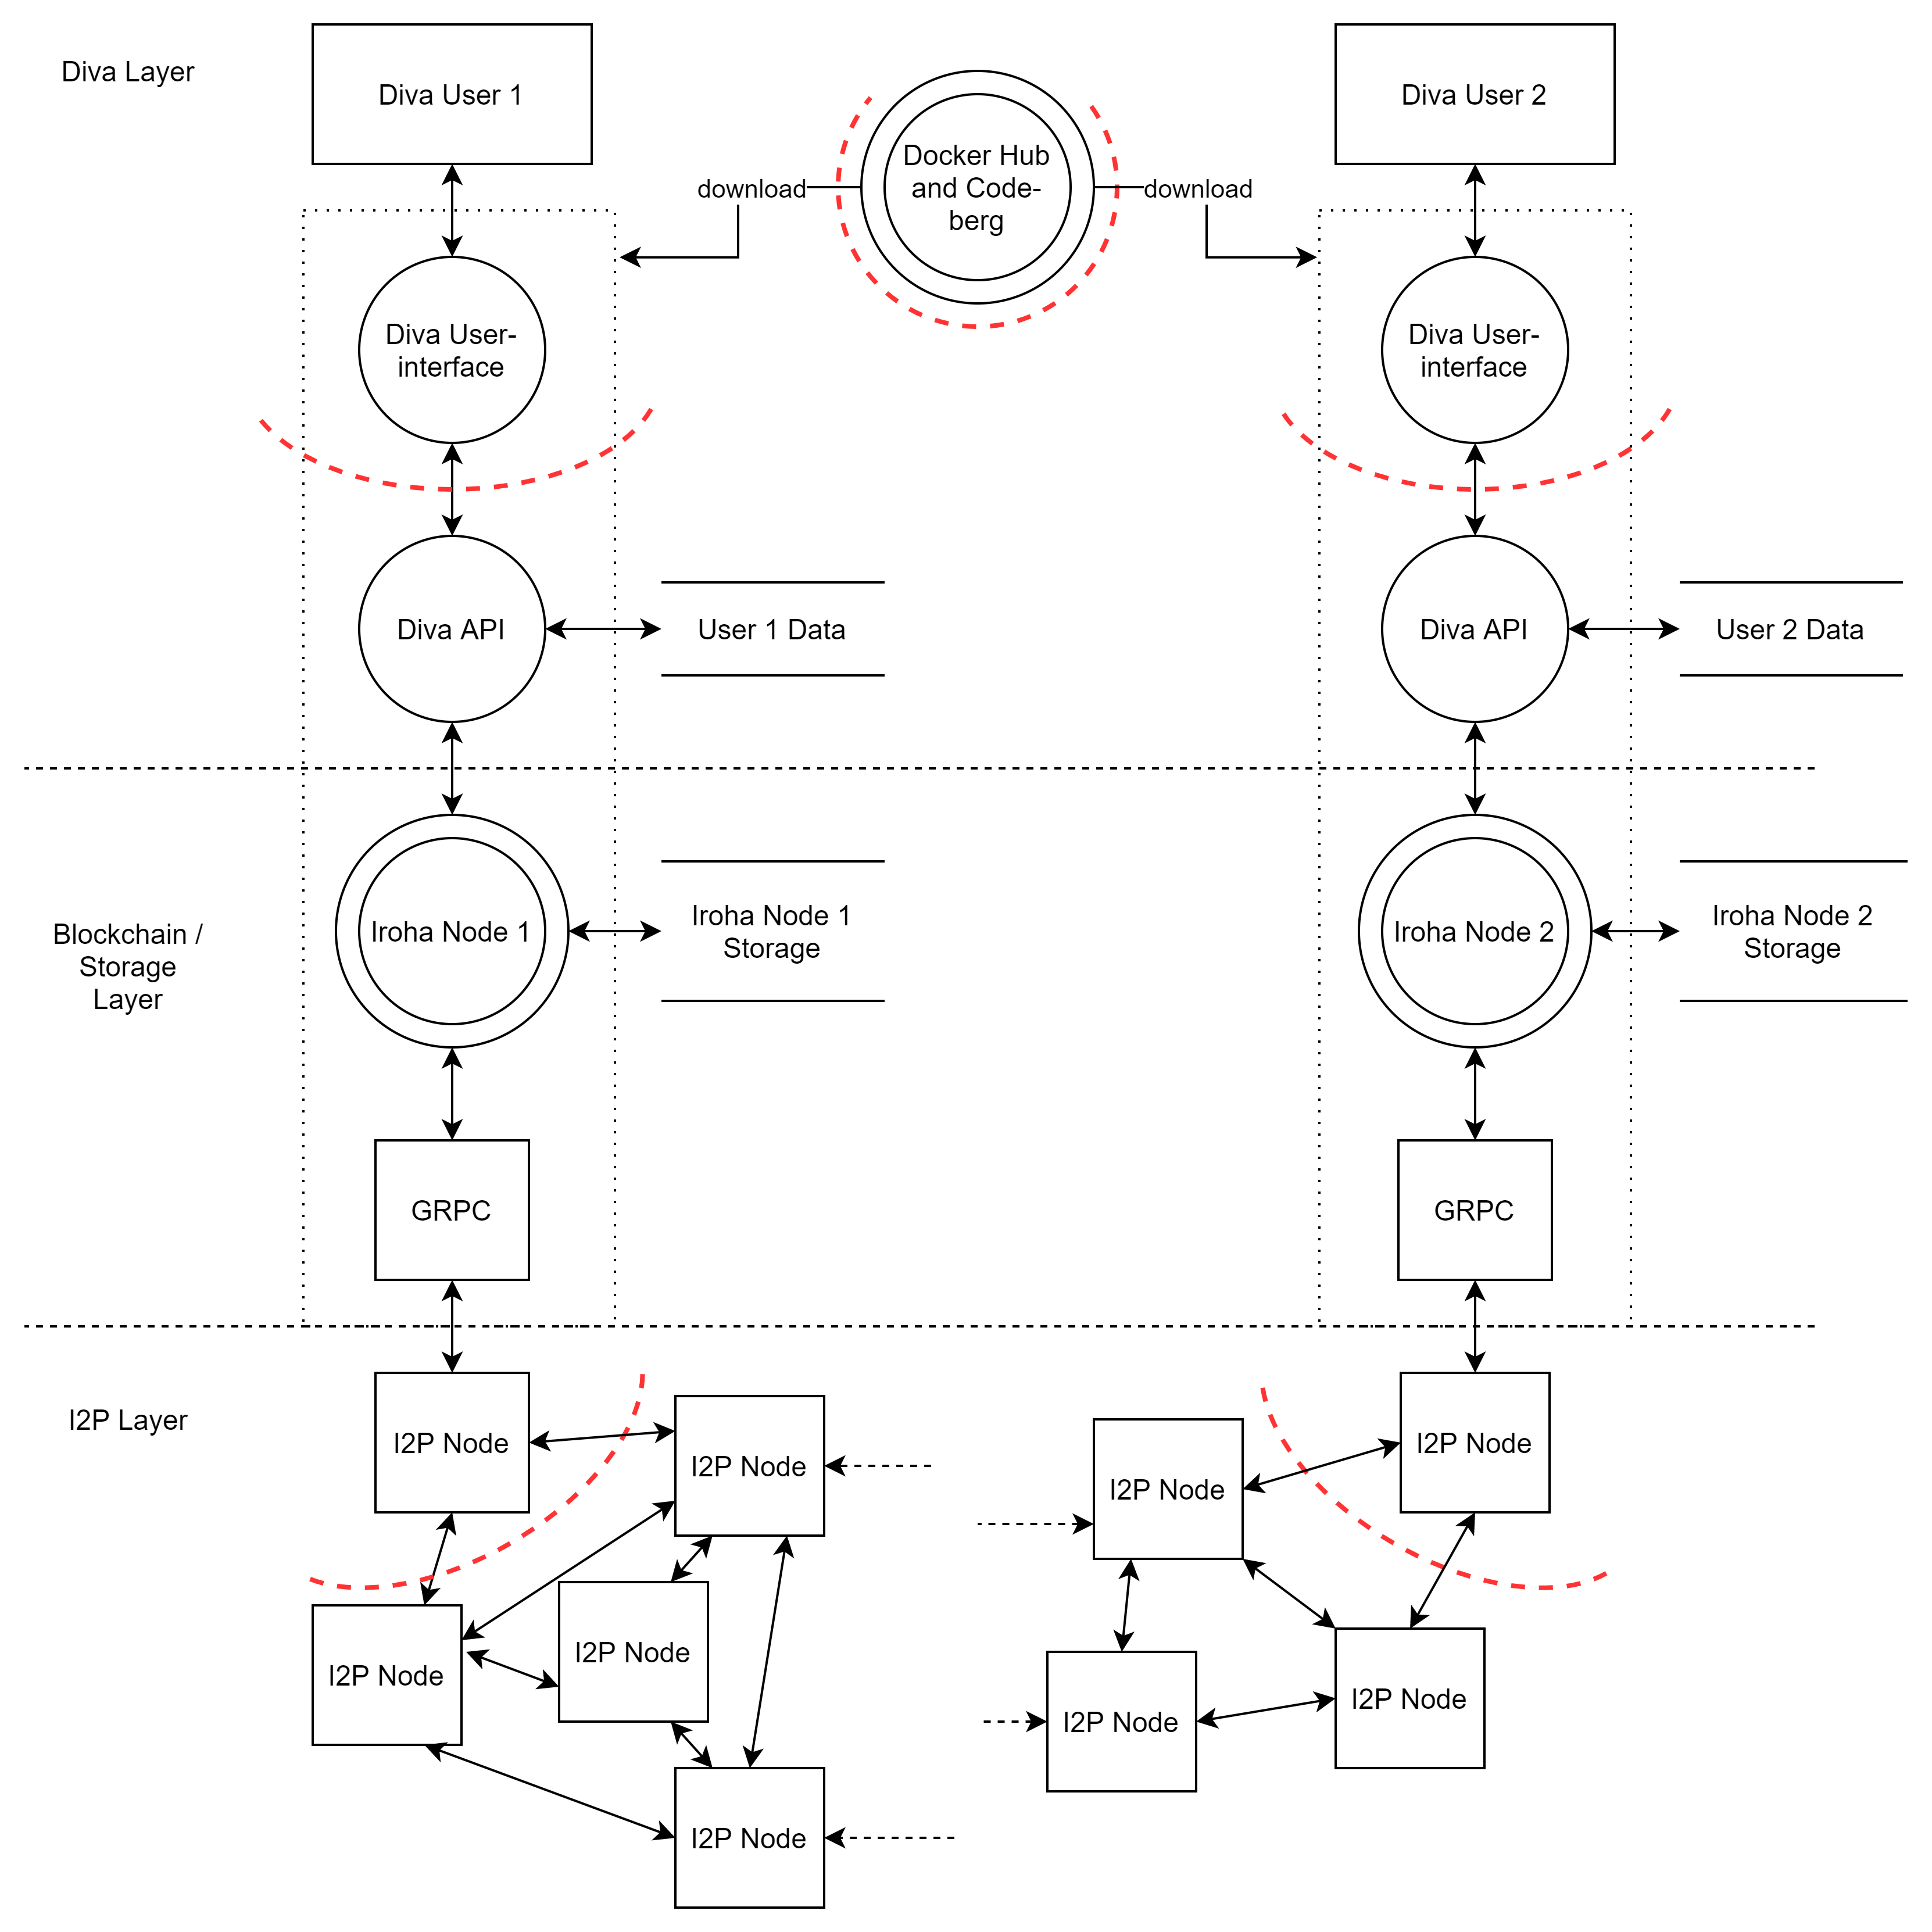 Diva Layer
Diva User 1
Diva User 2
Docker Hub
and Code-
berg
download
download
Diva User-
interface
Diva User-
interface
Diva API
User 1 Data
Diva API
User 2 Data
Blockchain /
Storage
Layer
Iroha Node 1
Iroha Node 1
Storage
Iroha Node 2
Iroha Node 2
Storage
GRPC
GRPC
I2P Layer
I2P Node
I2P Node
I2P Node
I2P Node
I2P Node
I2P Node
I2P Node
I2P Node
I2P Node